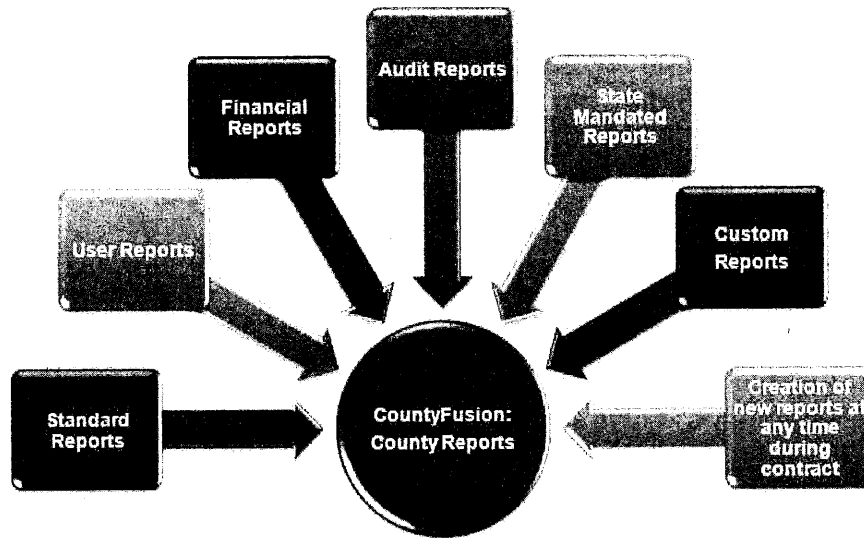 Audit Reports
Financial
Reports
State
Mandated
Reports
User Reports
Custom
Reports
Standard
Reports
CountyFusion:
County Reports
Creation of
new reports at
any time
during
contract